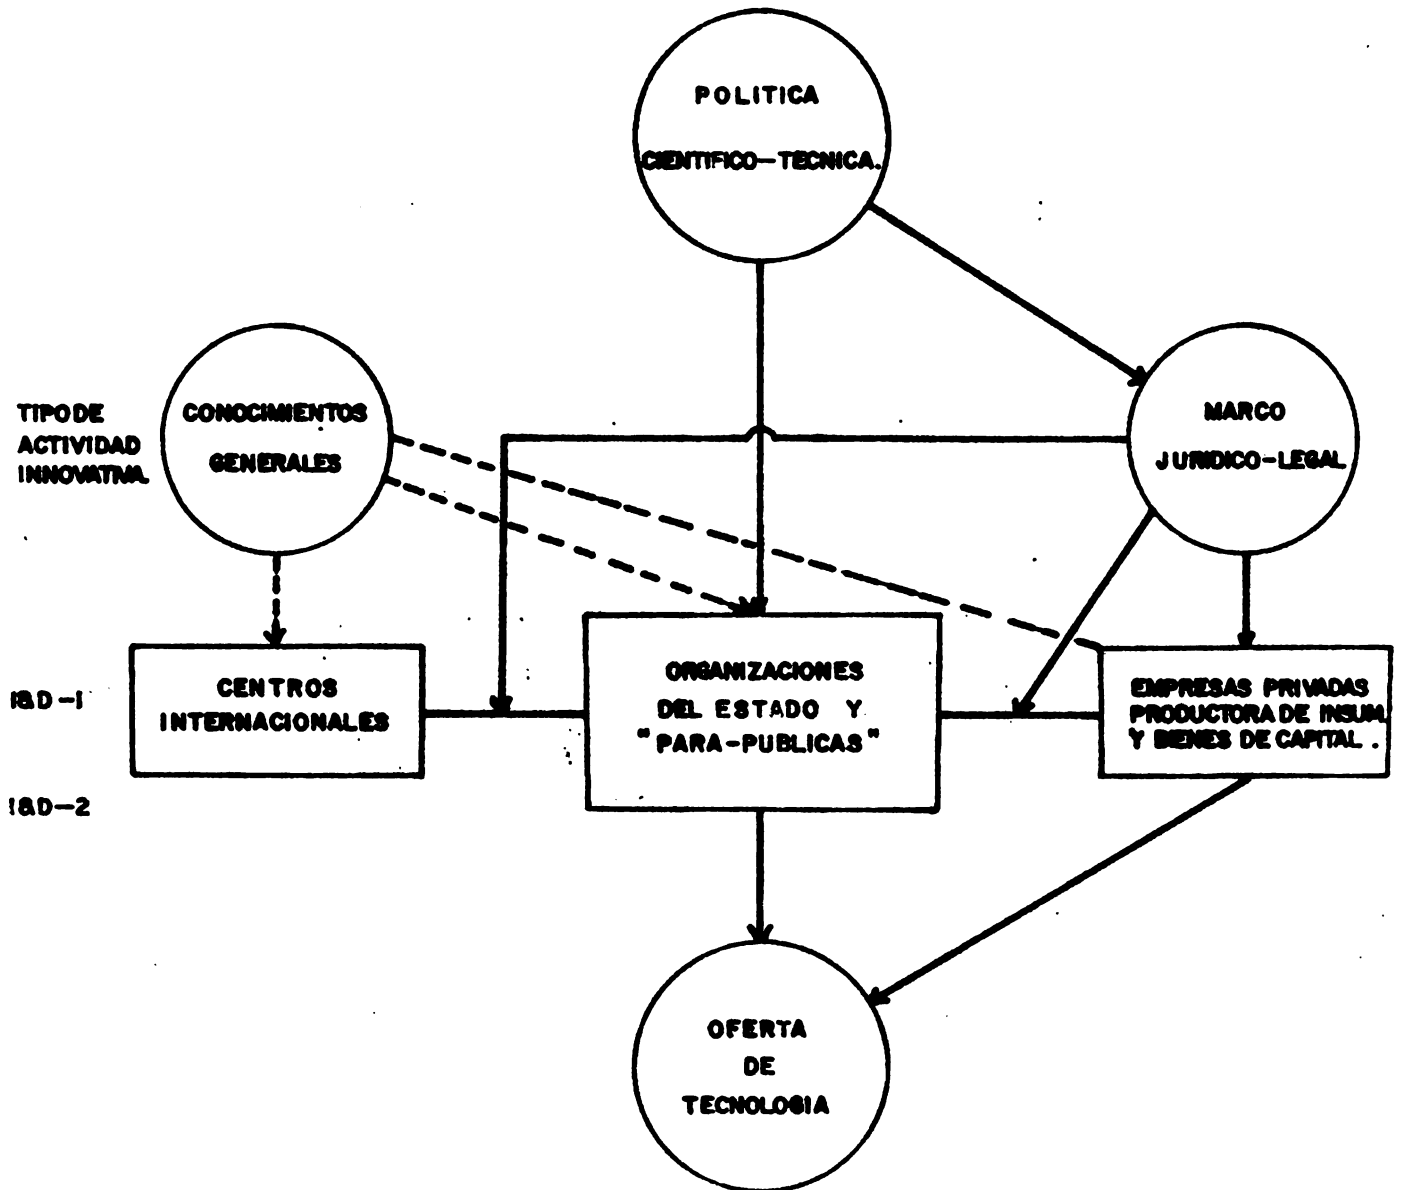 POLITICA
CIENTIFICO-TECNICA.
TIPO DE
ACTIVIDAD
INNOVATIVA.
CONOCIMIENTOS
GENERALES
MARCO
JURIDICO-LEGAL
I&D-1
CENTROS
INTERNACIONALES
ORGANIZACIONES
DEL ESTADO Y
"PARA-PUBLICAS"
EMPRESAS PRIVADAS
PRODUCTORA DE INSUM.
Y BIENES DE CAPITAL.
I&D-2
OFERTA
DE
TECNOLOGIA